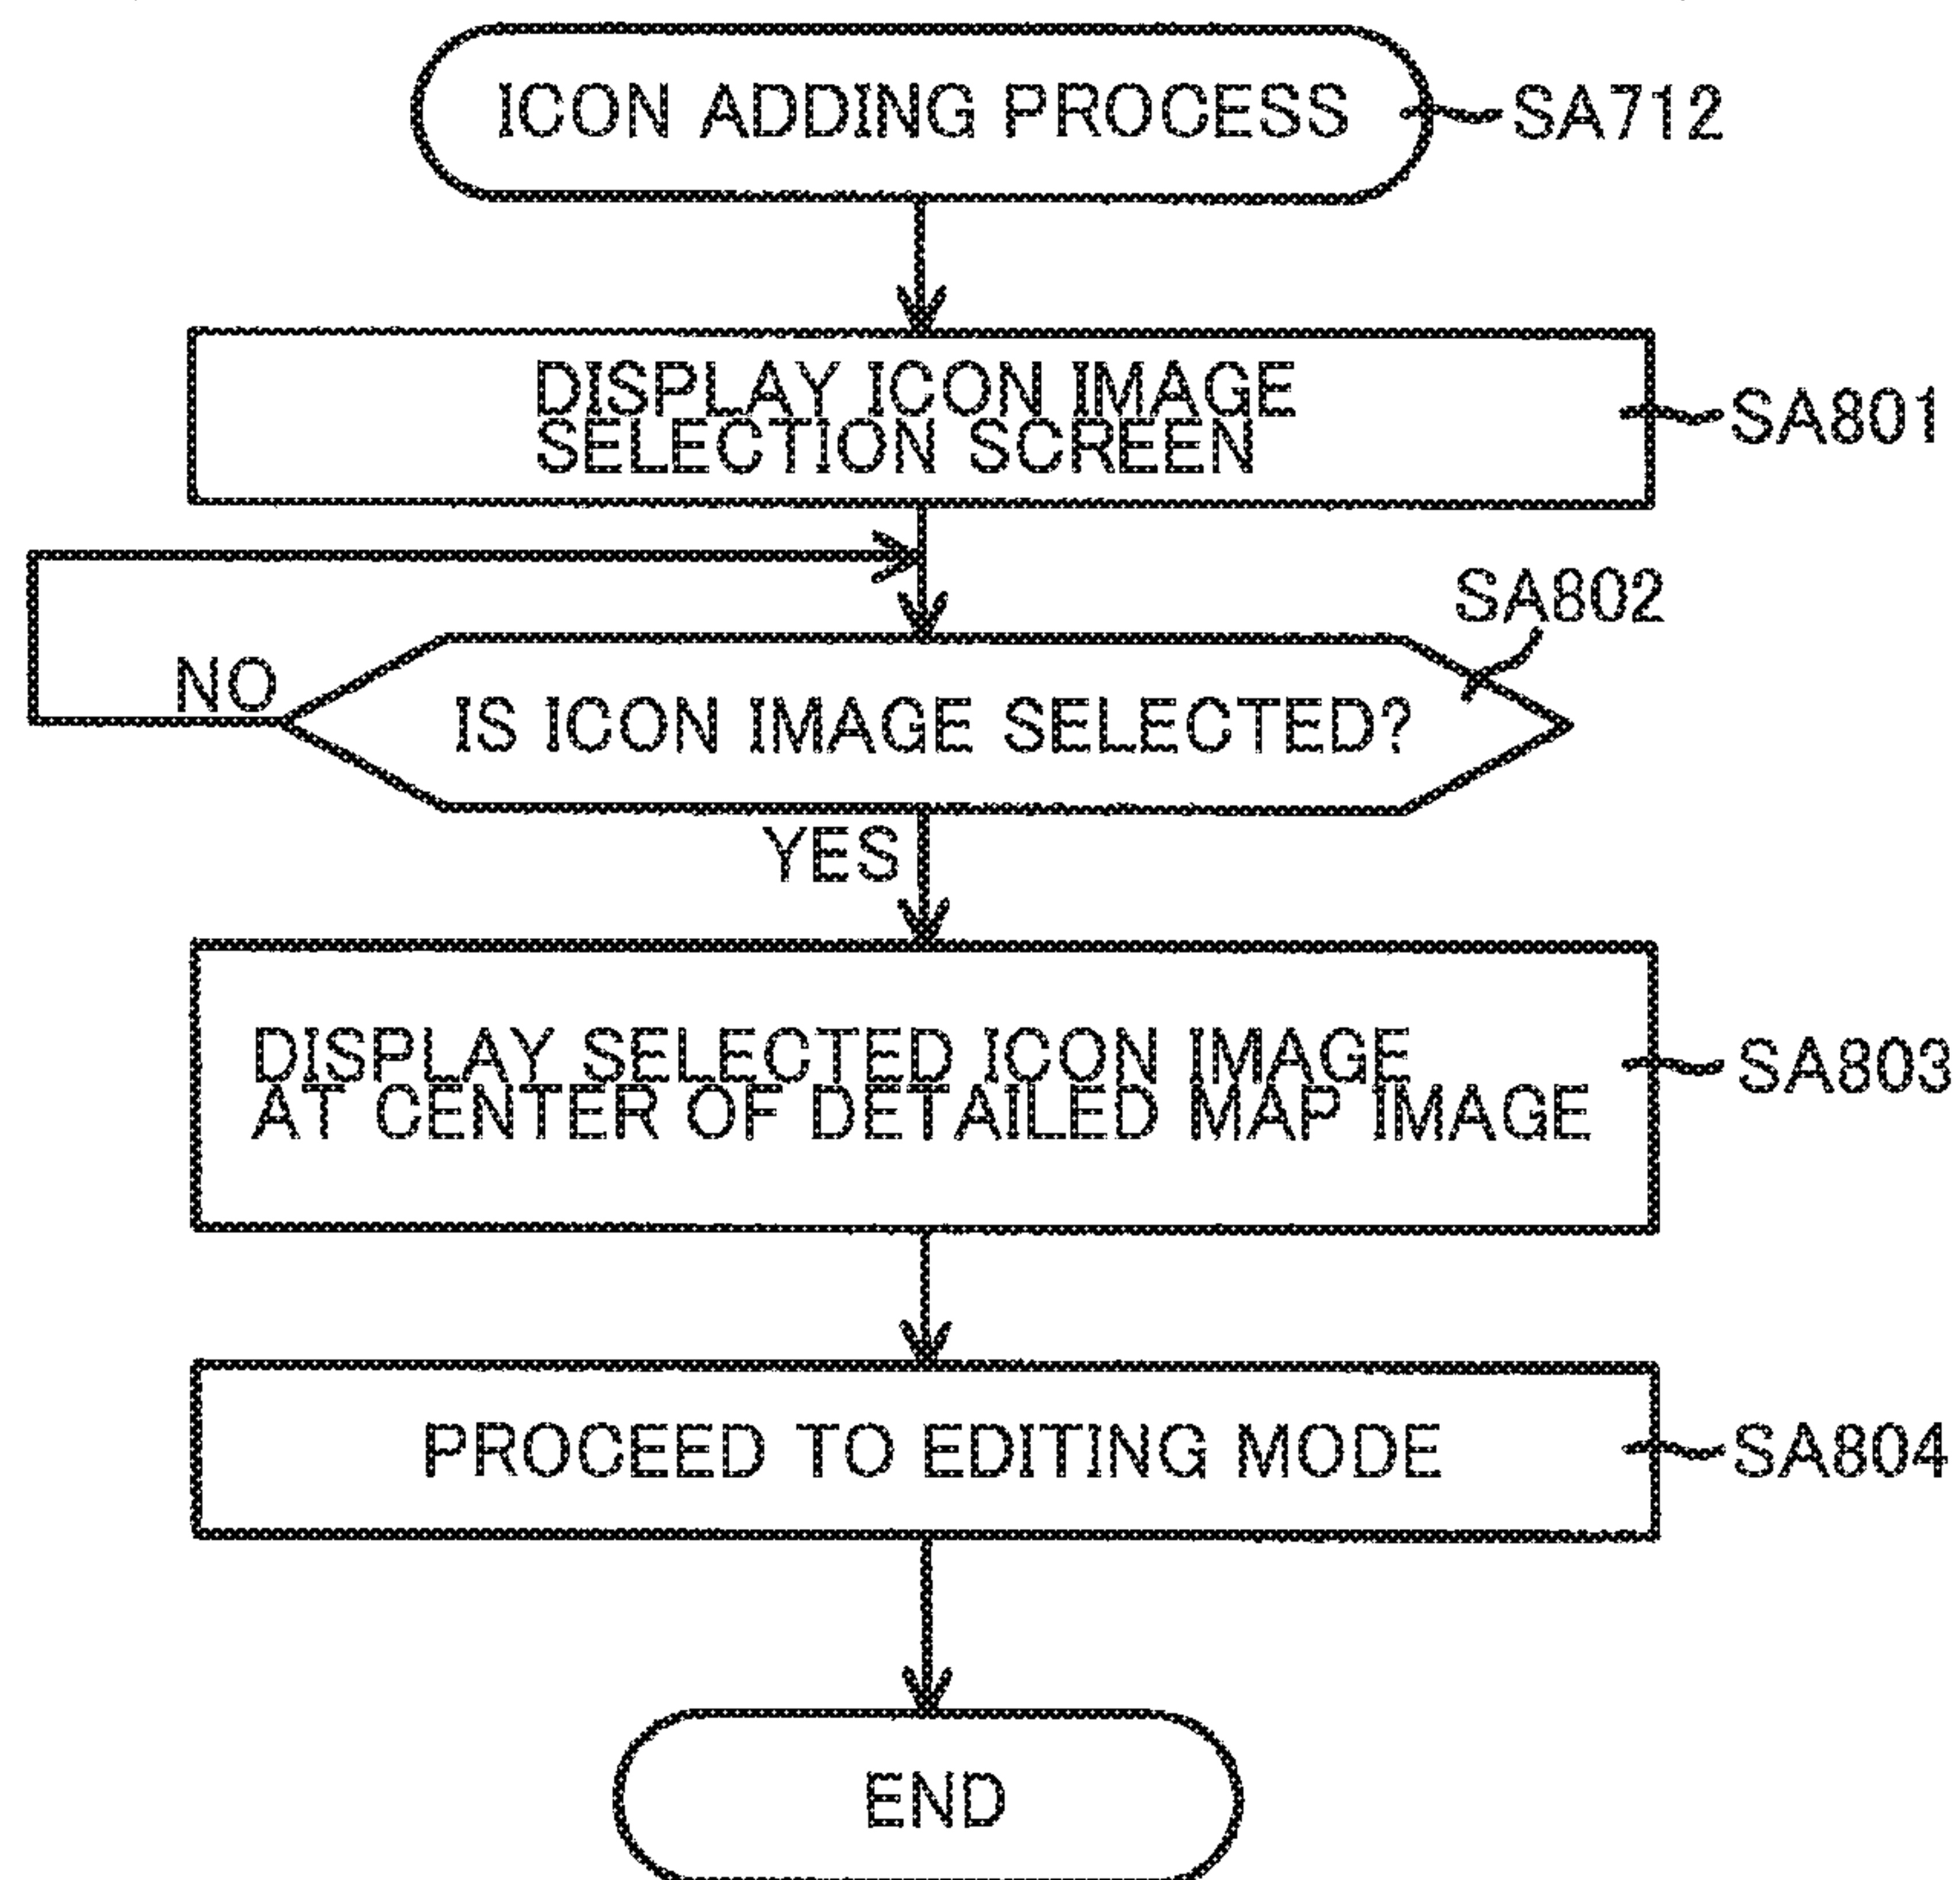 ICON ADDING PROCESS
SA712
DISPLAY ICON IMAGE
SELECTION SCREEN
SA801
SA802
NO
IS ICON IMAGE SELECTED?
YES
DISPLAY SELECTED ICON IMAGE
AT CENTER OF DETAILED MAP IMAGE
SA803
PROCEED TO EDITING MODE
SA804
END